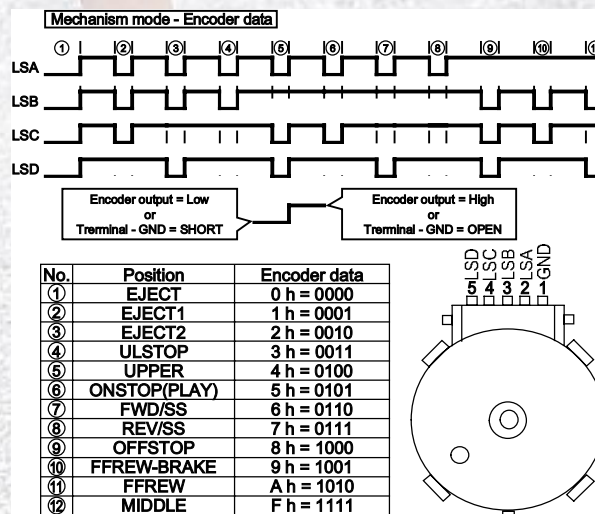 Mechanism mode - Encoder data
① ② ③ ④ ⑤ ⑥ ⑦ ⑧ ⑨ ⑩
LSA
LSB
LSC
LSD
Encoder output = Low
or
Trerminal - GND = SHORT
Encoder output = High
or
Tremminal - GND = OPEN
No. Position Encoder data
① EJECT 0 h = 0000
② EJECT1 1 h = 0001
③ EJECT2 2 h = 0010
④ ULSTOP 3 h = 0011
⑤ UPPER 4 h = 0100
⑥ ONSTOP(PLAY) 5 h = 0101
⑦ FWD/SS 6 h = 0110
⑧ REV/SS 7 h = 0111
⑨ OFFSTOP 8 h = 1000
⑩ FFREW-BRAKE 9 h = 1001
⑪ FFREW A h = 1010
⑫ MIDDLE F h = 1111
LSD LSC LSB LSA GND
5 4 3 2 1